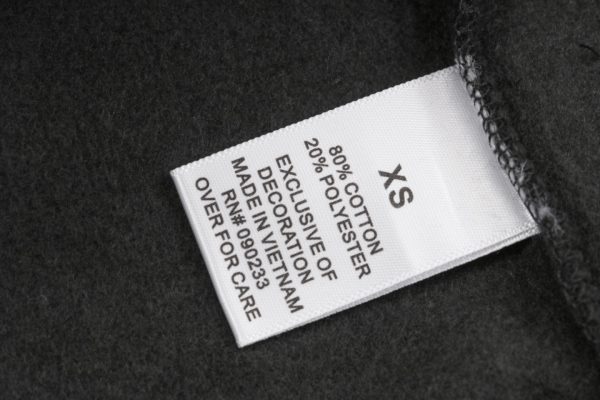 XS
80% COTTON
20% POLYESTER
EXCLUSIVE OF
DECORATION
MADE IN VIETNAM
RN# 090233
OVER FOR CARE